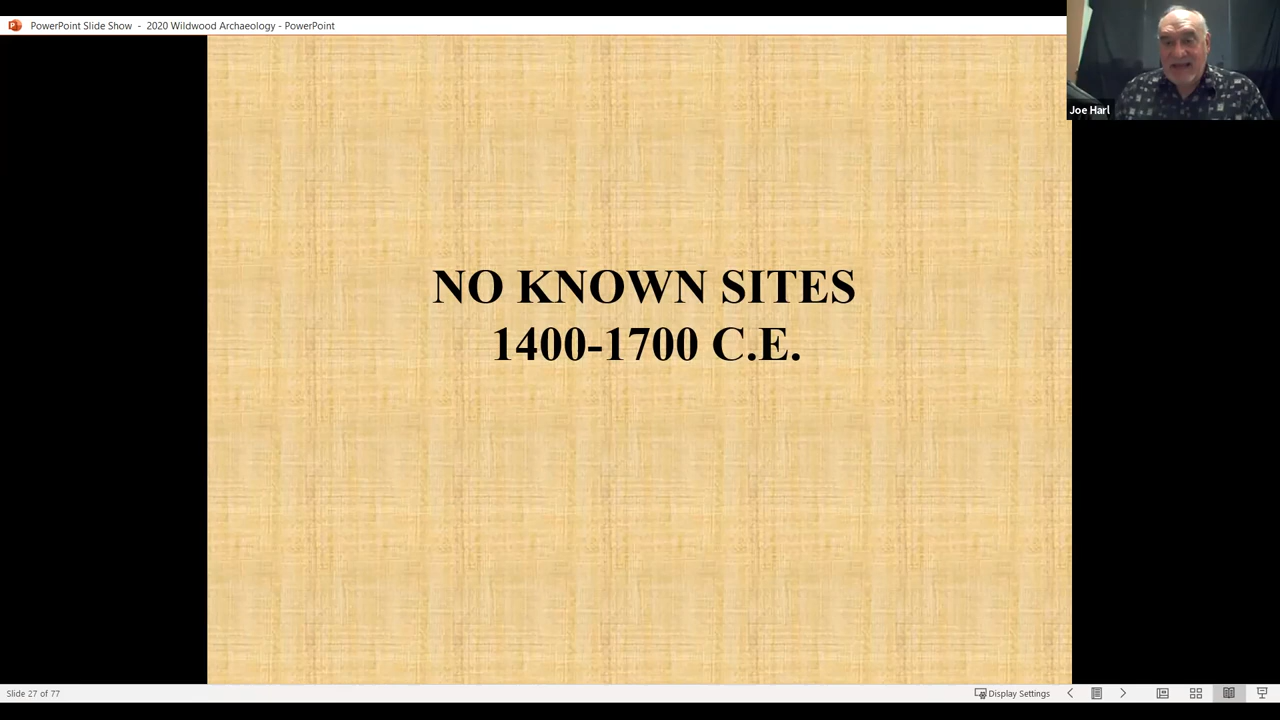 PowerPoint Slide Show - 2020 Wildwood Archaeology - PowerPoint
Joe Harl
NO KNOWN SITES
1400-1700 C.E.
Slide 27 of 77
Display Settings